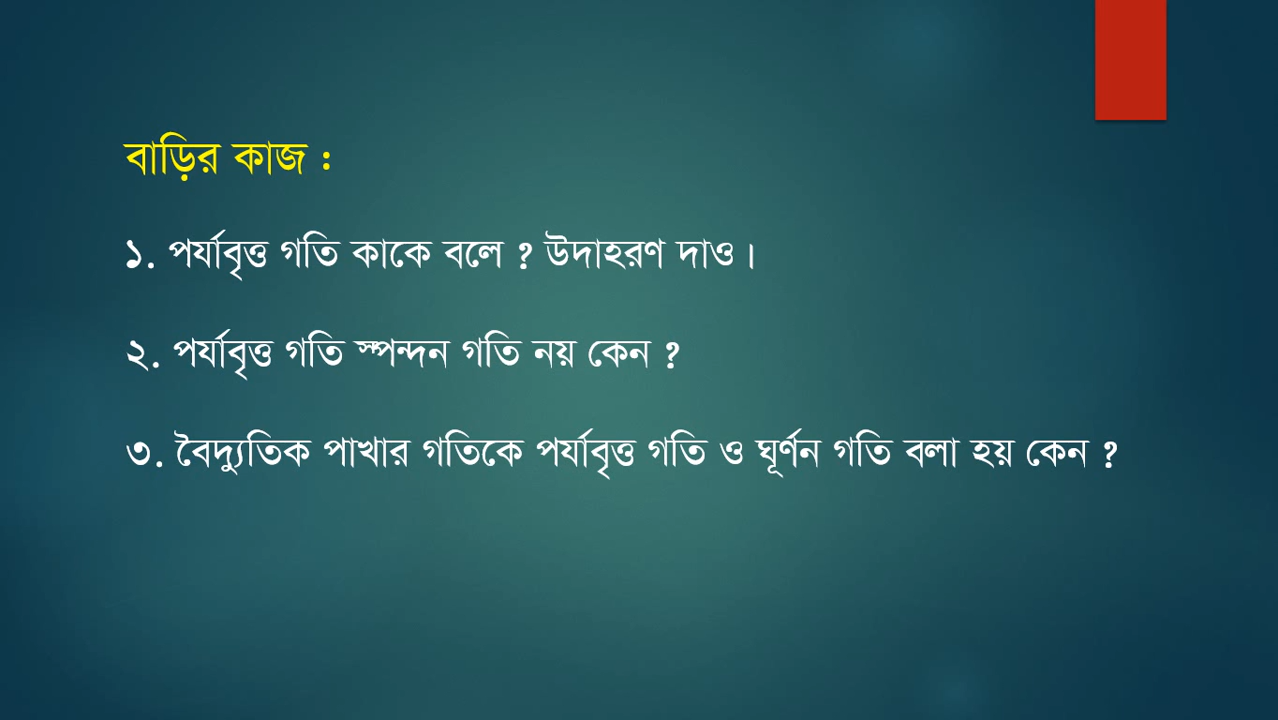 বাড়ির কাজ :
১. পর্যাবৃত্ত গতি কাকে বলে ? উদাহরণ দাও।
২. পর্যাবৃত্ত গতি স্পন্দন গতি নয় কেন ?
৩. বৈদ্যুতিক পাখার গতিকে পর্যাবৃত্ত গতি ও ঘূর্ণন গতি বলা হয় কেন ?